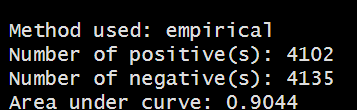 Method used: empirical
Number of positive(s): 4102
Number of negative(s): 4135
Area under curve: 0.9044